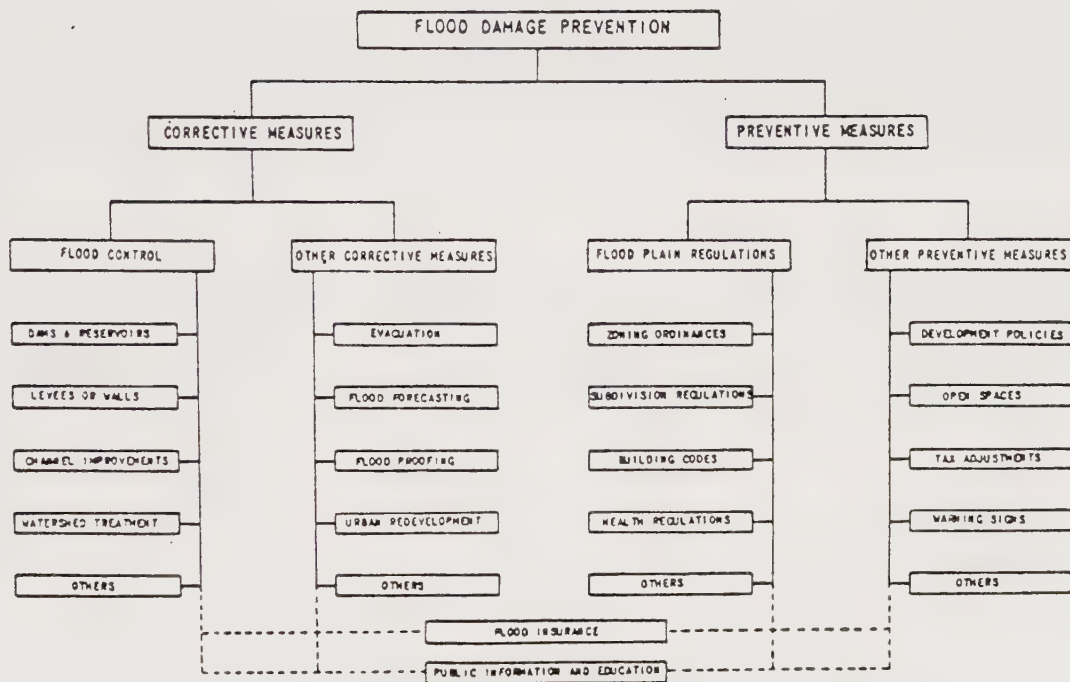 FLOOD DAMAGE PREVENTION
CORRECTIVE MEASURES
PREVENTIVE MEASURES
FLOOD CONTROL
OTHER CORRECTIVE MEASURES
FLOOD PLAIN REGULATIONS
OTHER PREVENTIVE MEASURES
DAMS & RESERVOIRS
EVACUATION
ZONING ORDINANCES
DEVELOPMENT POLICIES
LEVEES OR WALLS
FLOOD FORECASTING
SUBDIVISION REGULATIONS
OPEN SPACES
CHANNEL IMPROVEMENTS
FLOOD PROOFING
BUILDING CODES
TAX ADJUSTMENTS
WATERSHED TREATMENT
URBAN REDEVELOPMENT
HEALTH REGULATIONS
WARNING SIGNS
OTHERS
OTHERS
OTHERS
OTHERS
FLOOD INSURANCE
PUBLIC INFORMATION AND EDUCATION